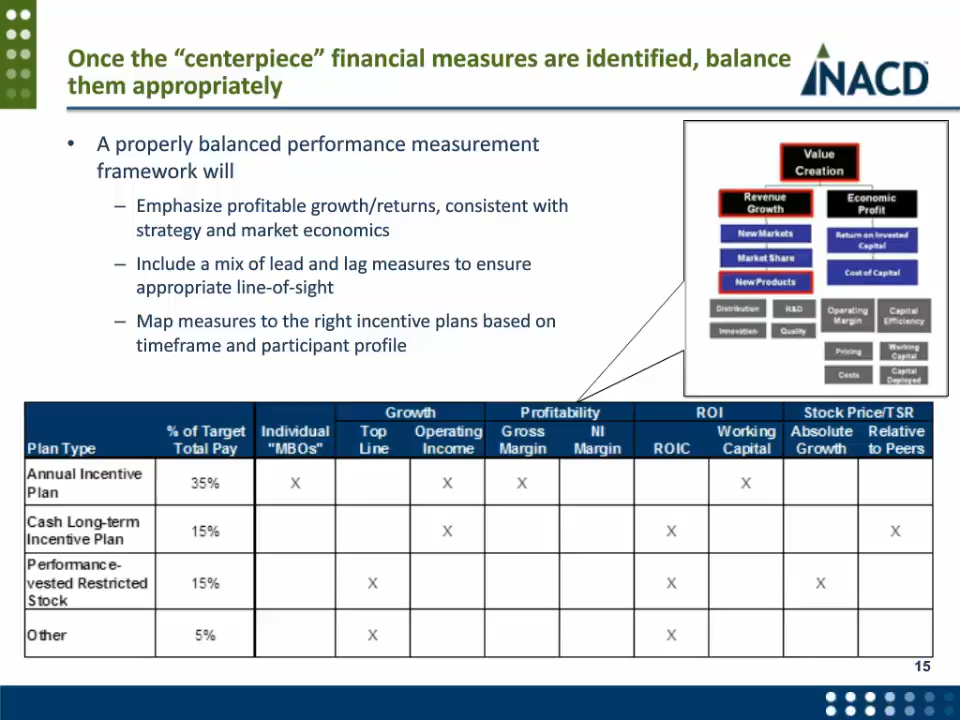 Once the “centerpiece” financial measures are identified, balance
them appropriately
NACD
• A properly balanced performance measurement
framework will
– Emphasize profitable growth/returns, consistent with
strategy and market economics
– Include a mix of lead and lag measures to ensure
appropriate line-of-sight
– Map measures to the right incentive plans based on
timeframe and participant profile
Value
Creation
Revenue
Growth
Economic
Profit
New Markets
Return on Invested
Capital
Market Share
Cost of Capital
New Products
Distribution
R&D
Operating
Margin
Capital
Efficiency
Innovation
Quality
Pricing
Working
Capital
Costs
Capital
Deployed
Growth Profitability ROI Stock Price/TSR
Plan Type
% of Target
Total Pay
Individual
"MBOs"
Top
Line
Operating
Income
Gross
Margin
NI
Margin
ROIC
Working
Capital
Absolute
Growth
Relative
to Peers
Annual Incentive
Plan
35% X X X X
Cash Long-term
Incentive Plan
15% X X X
Performance-
vested Restricted
Stock
15% X X X
Other 5% X X
15